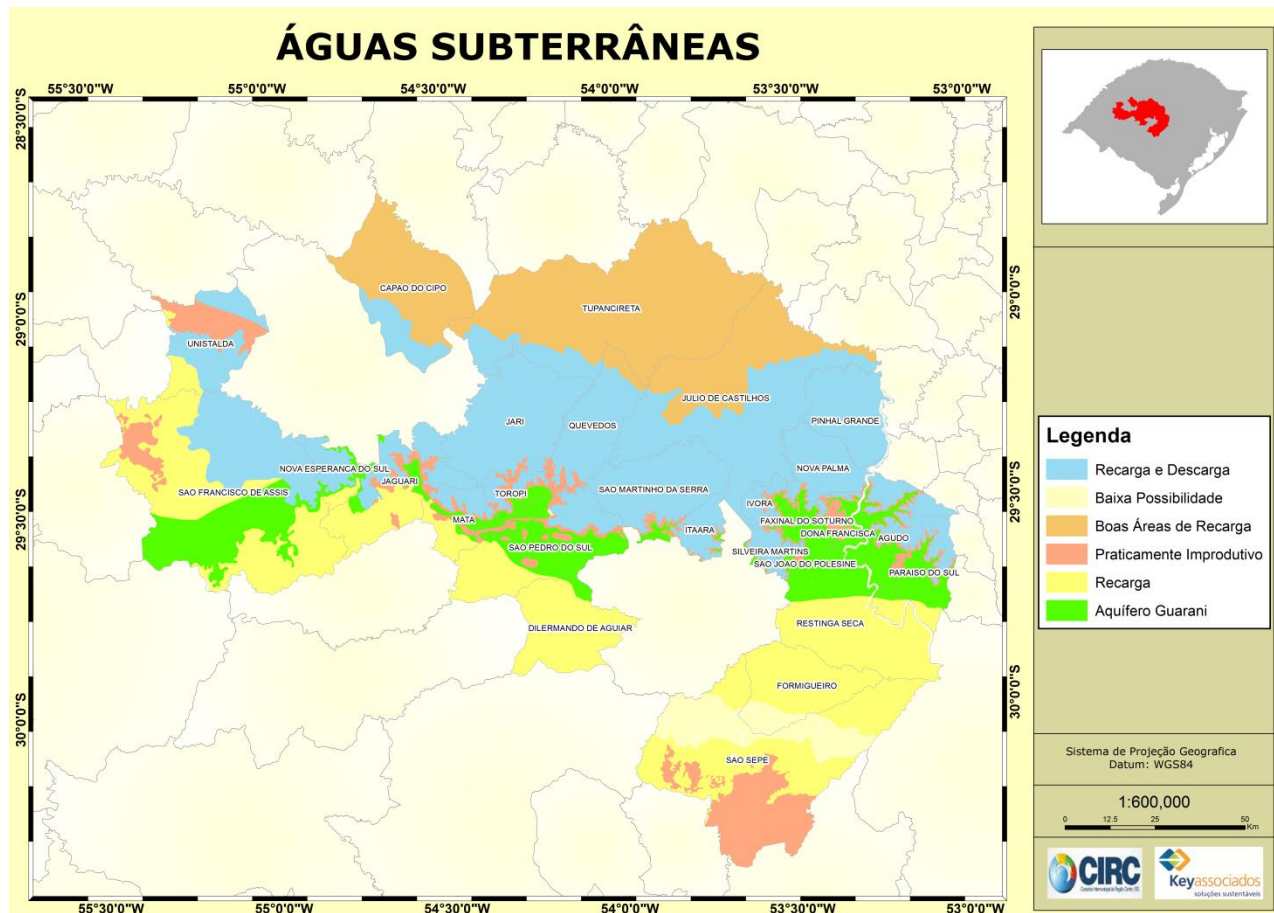 ÁGUAS SUBTERRÂNEAS
55°30'0"W 55°0'0"W 54°30'0"W 54°0'0"W 53°30'0"W 53°0'0"W
28°30'0"S
28°30'0"S
29°0'0"S
29°0'0"S
29°30'0"S
29°30'0"S
30°0'0"S
30°0'0"S
CAPAO DO CIPO
TUPANCIRETA
UNISTALDA
JULIO DE CASTILHOS
JARI
QUEVEDOS
PINHAL GRANDE
NOVA ESPERANCA DO SUL
NOVA PALMA
JAGUARI
SAO FRANCISCO DE ASSIS
TOROPI
SAO MARTINHO DA SERRA
IVORA
MATA
FAXINAL DO SOTURNO
ITAARA
DONA FRANCISCA
AGUDO
SAO PEDRO DO SUL
SILVEIRA MARTINS
SAO JOAO DO POLESINE
PARAISO DO SUL
DILERMANDO DE AGUIAR
RESTINGA SECA
FORMIGUEIRO
SAO SEPE
55°30'0"W 55°0'0"W 54°30'0"W 54°0'0"W 53°30'0"W 53°0'0"W
Legenda
Recarga e Descarga
Baixa Possibilidade
Boas Áreas de Recarga
Praticamente Improdutivo
Recarga
Aquífero Guarani
Sistema de Projeção Geografica
Datum: WGS84
1:600,000
0 12.5 25 50
Km
CIRC
Keyassociados
soluções sustentáveis